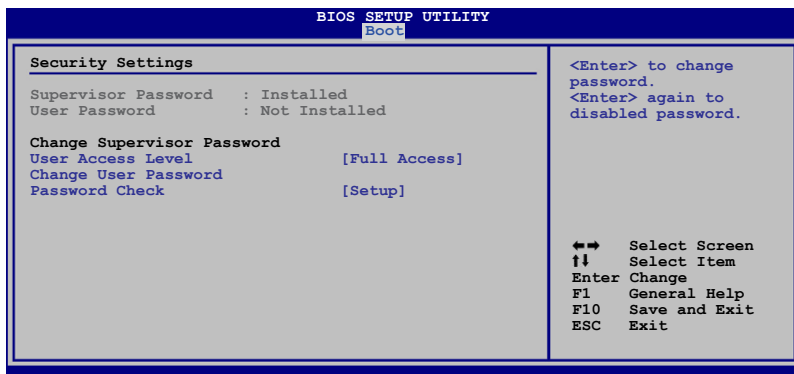 BIOS SETUP UTILITY
Boot
Security Settings
Supervisor Password : Installed
User Password : Not Installed
Change Supervisor Password
User Access Level [Full Access]
Change User Password
Password Check [Setup]
<Enter> to change
password.
<Enter> again to
disabled password.
←→ Select Screen
↑↓ Select Item
Enter Change
F1 General Help
F10 Save and Exit
ESC Exit